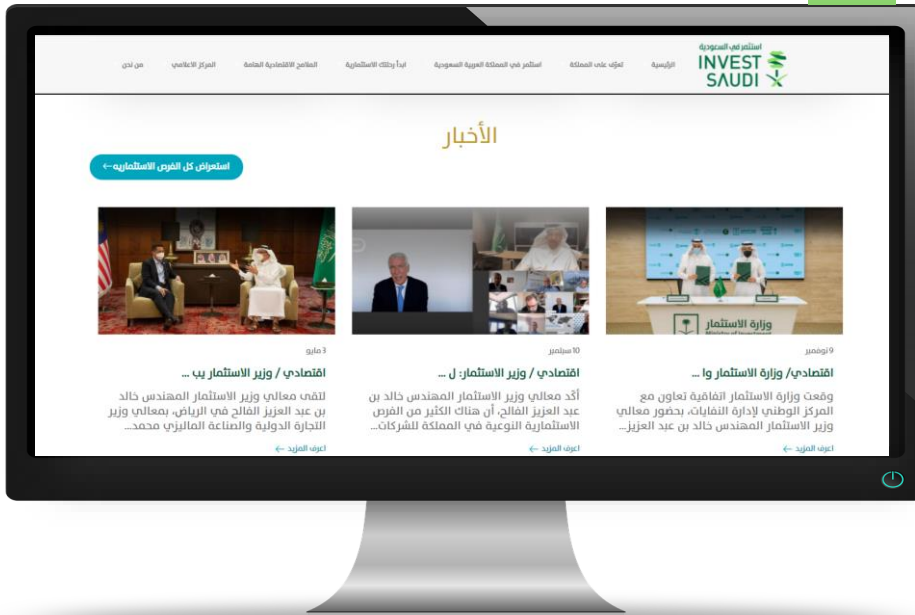 استثمر في السعودية
INVEST
SAUDI
الرئيسية
تعرّف على المملكة
استثمر في المملكة العربية السعودية
ابدأ رحلتك الاستثمارية
الملامح الاقتصادية الهامة
المركز الاعلامي
من نحن
الأخبار
استعراض كل الفرص الاستثماريه ←
وزارة الاستثمار
9 نوفمبر
اقتصادي/ وزارة الاستثمار وا ...
وقعت وزارة الاستثمار اتفاقية تعاون مع
المركز الوطني لإدارة النفايات، بحضور معالي
وزير الاستثمار المهندس خالد بن عبد العزيز...
اعرف المزيد ←
10 سبتمبر
اقتصادي / وزير الاستثمار: ل ...
أكّد معالي وزير الاستثمار المهندس خالد بن
عبد العزيز الفالح، أن هناك الكثير من الفرص
الاستثمارية النوعية في المملكة للشركات...
اعرف المزيد ←
3 مايو
اقتصادي / وزير الاستثمار يب ...
لتقى معالي وزير الاستثمار المهندس خالد
بن عبد العزيز الفالح في الرياض، بمعالي وزير
التجارة الدولية والصناعة الماليزي محمد...
اعرف المزيد ←